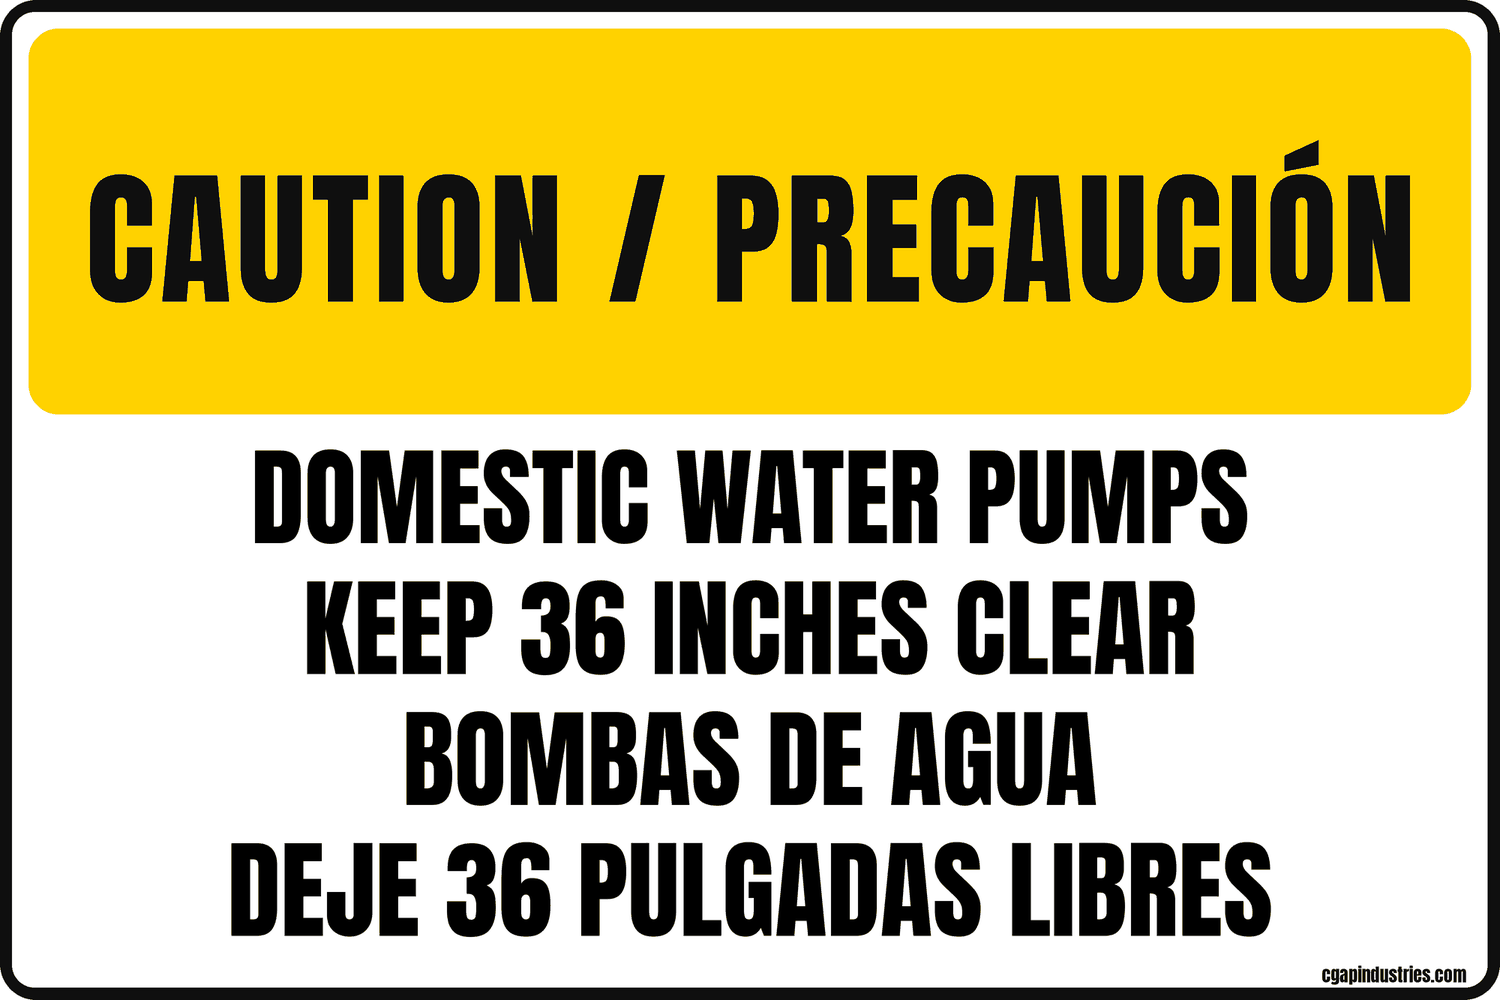 CAUTION / PRECAUCIÓN
DOMESTIC WATER PUMPS
KEEP 36 INCHES CLEAR
BOMBAS DE AGUA
DEJE 36 PULGADAS LIBRES
cgapindustries.com